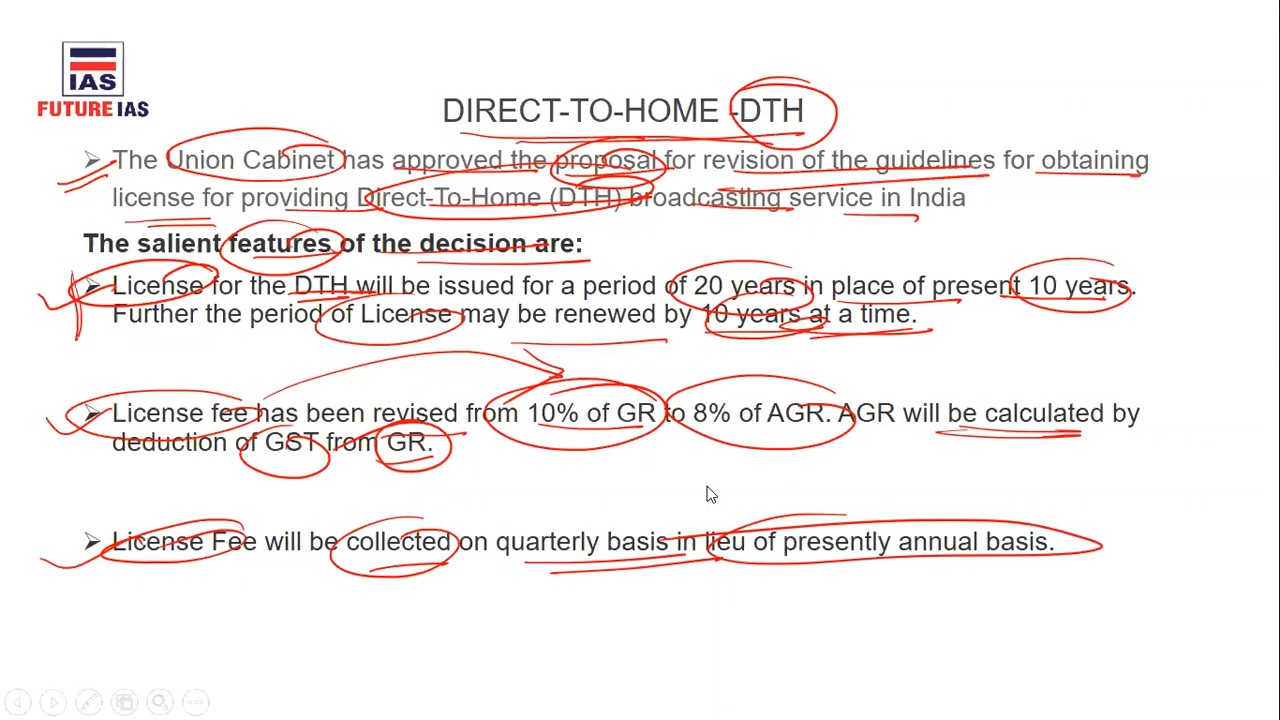 IAS
FUTURE IAS
DIRECT-TO-HOME -DTH
➢ The Union Cabinet has approved the proposal for revision of the guidelines for obtaining
license for providing Direct-To-Home (DTH) broadcasting service in India
The salient features of the decision are:
➢ License for the DTH will be issued for a period of 20 years in place of present 10 years.
Further the period of License may be renewed by 10 years at a time.
➢ License fee has been revised from 10% of GR to 8% of AGR. AGR will be calculated by
deduction of GST from GR.
➢ License Fee will be collected on quarterly basis in lieu of presently annual basis.